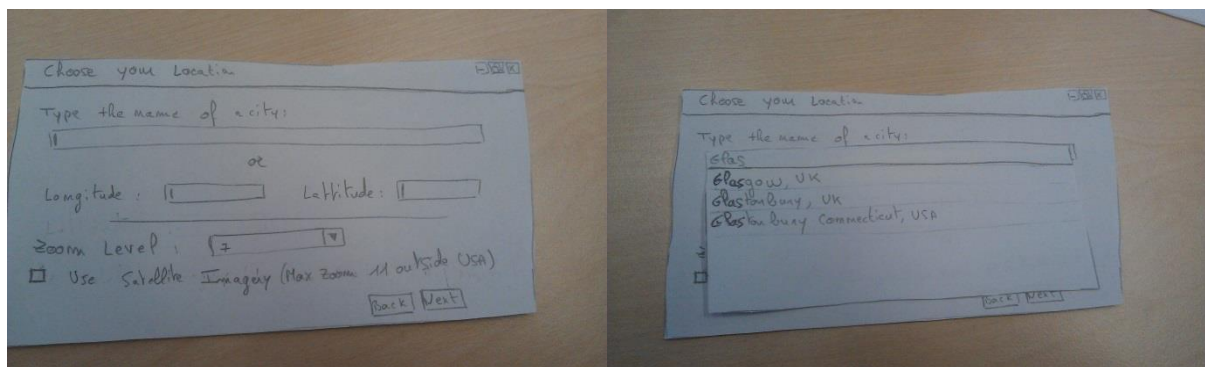 Choose your Location
Type the name of a city:
or
Longitude : Lattitude :
Zoom Level : 7
Use Satellite Imagery (Max Zoom 11 outside USA)
Back Next
Choose your Location
Type the name of a city:
Glas
Glasgow, UK
Glastonbury, UK
Glastonbury Connecticut, USA
Back Next